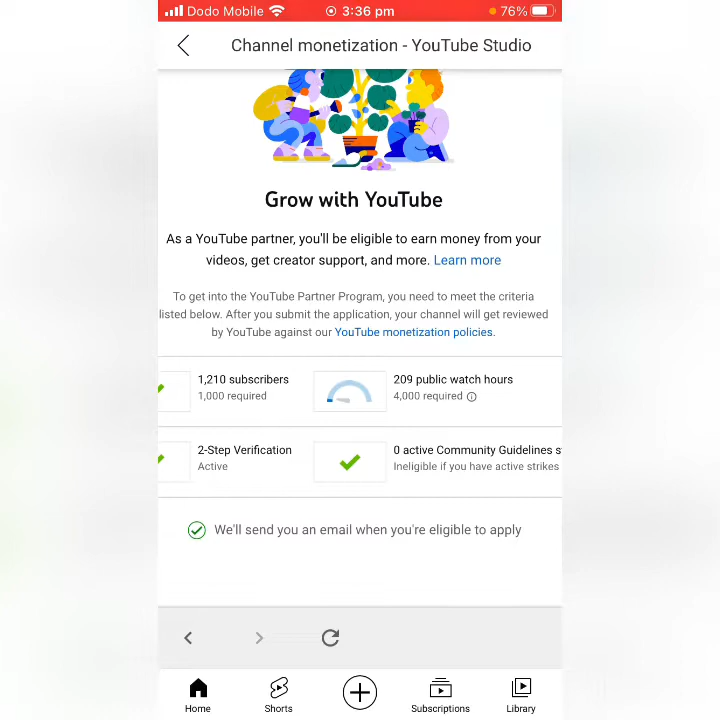 Dodo Mobile 3:36 pm 76%
Channel monetization - YouTube Studio
Grow with YouTube
As a YouTube partner, you'll be eligible to earn money from your
videos, get creator support, and more. Learn more
To get into the YouTube Partner Program, you need to meet the criteria
listed below. After you submit the application, your channel will get reviewed
by YouTube against our YouTube monetization policies.
1,210 subscribers
1,000 required
209 public watch hours
4,000 required
2-Step Verification
Active
0 active Community Guidelines s
Ineligible if you have active strikes
We'll send you an email when you're eligible to apply
Home Shorts Subscriptions Library